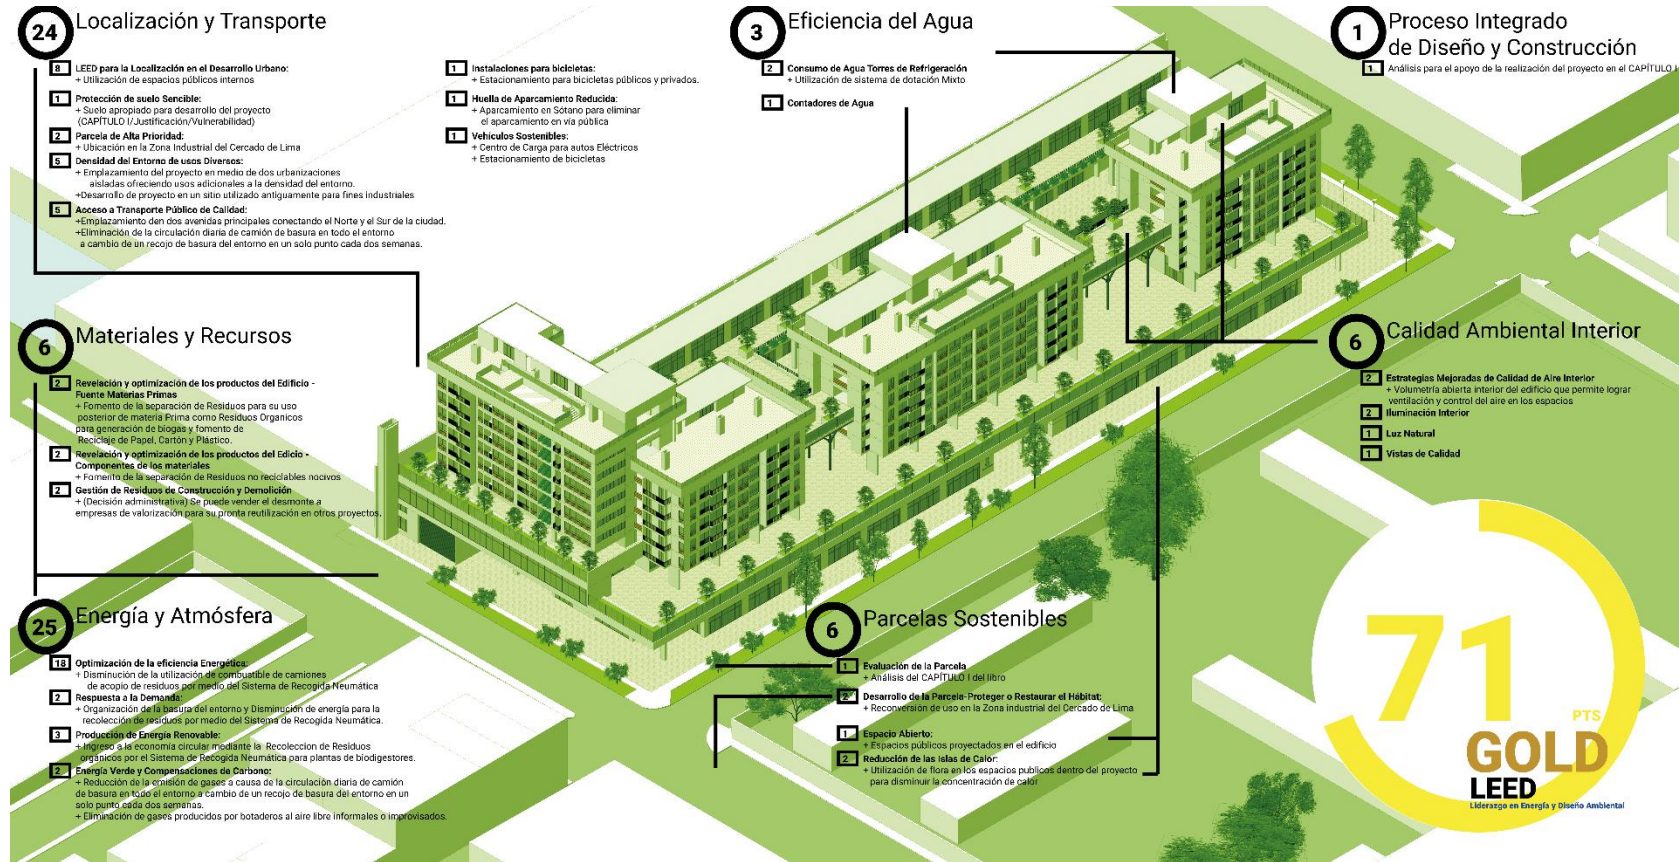 24 Localización y Transporte
8 LEED para la Localización en el Desarrollo Urbano:
+ Utilización de espacios públicos internos
1 Protección de suelo Sencible:
+ Suelo apropiado para desarrollo del proyecto
(CAPÍTULO I/Justificación/Vulnerabilidad)
2 Parcela de Alta Prioridad:
+ Ubicación en la Zona Industrial del Cercado de Lima
5 Densidad del Entorno de usos Diversos:
+ Emplazamiento del proyecto en medio de dos urbanizaciones
aisladas ofreciendo usos adicionales a la densidad del entorno.
+Desarrollo de proyecto en un sitio utilizado antiguamente para fines industriales
5 Acceso a Transporte Público de Calidad:
+Emplazamiento den dos avenidas principales conectando el Norte y el Sur de la ciudad.
+Eliminación de la circulación diaria de camión de basura en todo el entorno
a cambio de un recojo de basura del entorno en un solo punto cada dos semanas.
1 Instalaciones para bicicletas:
+ Estacionamiento para bicicletas públicos y privados.
1 Huella de Aparcamiento Reducida:
+ Aparcamiento en Sótano para eliminar
el aparcamiento en vía pública
1 Vehículos Sostenibles:
+ Centro de Carga para autos Eléctricos
+ Estacionamiento de bicicletas
3 Eficiencia del Agua
2 Consumo de Agua Torres de Refrigeración
+ Utilización de sistema de dotación Mixto
1 Contadores de Agua
1 Proceso Integrado
de Diseño y Construcción
1 Análisis para el apoyo de la realización del proyecto en el CAPÍTULO I
6 Materiales y Recursos
2 Revelación y optimización de los productos del Edificio -
Fuente Materias Primas
+ Fomento de la separación de Residuos para su uso
posterior de materia Prima como Residuos Organicos
para generación de biogas y fomento de
Reciclaje de Papel, Cartón y Plástico.
2 Revelación y optimización de los productos del Edicio -
Componentes de los materiales
+ Fomento de la separación de Residuos no reciclables nocivos
2 Gestión de Residuos de Construcción y Demolición
+ (Decisión administrativa) Se puede vender el desmonte a
empresas de valorización para su pronta reutilización en otros proyectos.
6 Calidad Ambiental Interior
2 Estrategias Mejoradas de Calidad de Aire Interior
+ Volumetría abierta interior del edificio que permite lograr
ventilación y control del aire en los espacios
2 Iluminación Interior
1 Luz Natural
1 Vistas de Calidad
25 Energía y Atmósfera
18 Optimización de la eficiencia Energética:
+ Disminución de la utilización de combustible de camiones
de acopio de residuos por medio del Sistema de Recogida Neumática
2 Respuesta a la Demanda:
+ Organización de la basura del entorno y Disminución de energía para la
recolección de residuos por medio del Sistema de Recogida Neumática.
3 Producción de Energía Renovable:
+ Ingreso a la economía circular mediante la Recoleccion de Residuos
orgánicos por el Sistema de Recogida Neumática para plantas de biodigestores.
2 Energía Verde y Compensaciones de Carbono:
+ Reducción de la emisión de gases a causa de la circulación diaria de camión
de basura en todo el entorno a cambio de un recojo de basura del entorno en un
solo punto cada dos semanas.
+ Eliminación de gases producidos por botaderos al aire libre informales o improvisados.
6 Parcelas Sostenibles
1 Evaluación de la Parcela
+ Análisis del CAPÍTULO I del libro
2 Desarrollo de la Parcela-Proteger o Restaurar el Hábitat:
+ Reconversión de uso en la Zona industrial del Cercado de Lima
1 Espacio Abierto:
+ Espacios públicos proyectados en el edificio
2 Reducción de las Islas de Calor:
+ Utilización de flora en los espacios publicos dentro del proyecto
para disminuir la concentración de calor
71
PTS
GOLD
LEED
Liderazgo en Energía y Diseño Ambiental